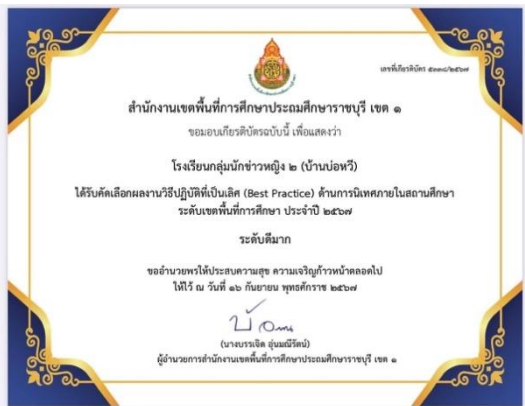 เลขที่เกียรติบัตร ๕๓๓๘/๒๕๖๗
สำนักงานเขตพื้นที่การศึกษาประถมศึกษาราชบุรี เขต ๑
ขอมอบเกียรติบัตรฉบับนี้ เพื่อแสดงว่า
โรงเรียนกลุ่มนักข่าวหญิง ๒ (บ้านบ่อหวี)
ได้รับคัดเลือกผลงานวิธีปฏิบัติที่เป็นเลิศ (Best Practice) ด้านการนิเทศภายในสถานศึกษา
ระดับเขตพื้นที่การศึกษา ประจำปี ๒๕๖๗
ระดับดีมาก
ขออำนวยพรให้ประสบความสุข ความเจริญก้าวหน้าตลอดไป
ให้ไว้ ณ วันที่ ๑๖ กันยายน พุทธศักราช ๒๕๖๗
(นางบรรเจิด อุ่นมณีรัตน์)
ผู้อำนวยการสำนักงานเขตพื้นที่การศึกษาประถมศึกษาราชบุรี เขต ๑